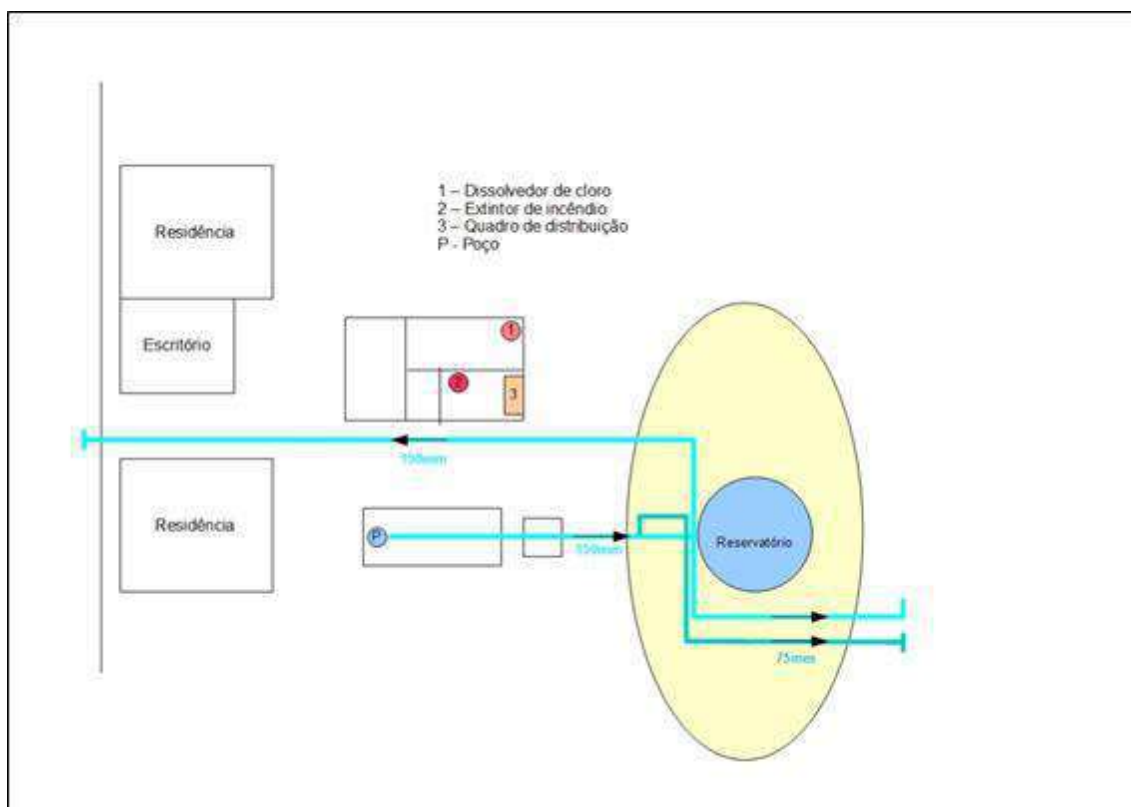 Residência
1 – Dissolvedor de cloro
2 – Extintor de incêndio
3 – Quadro de distribuição
P - Poço
Escritório
1
2
3
150mm
Residência
P
150mm
Reservatório